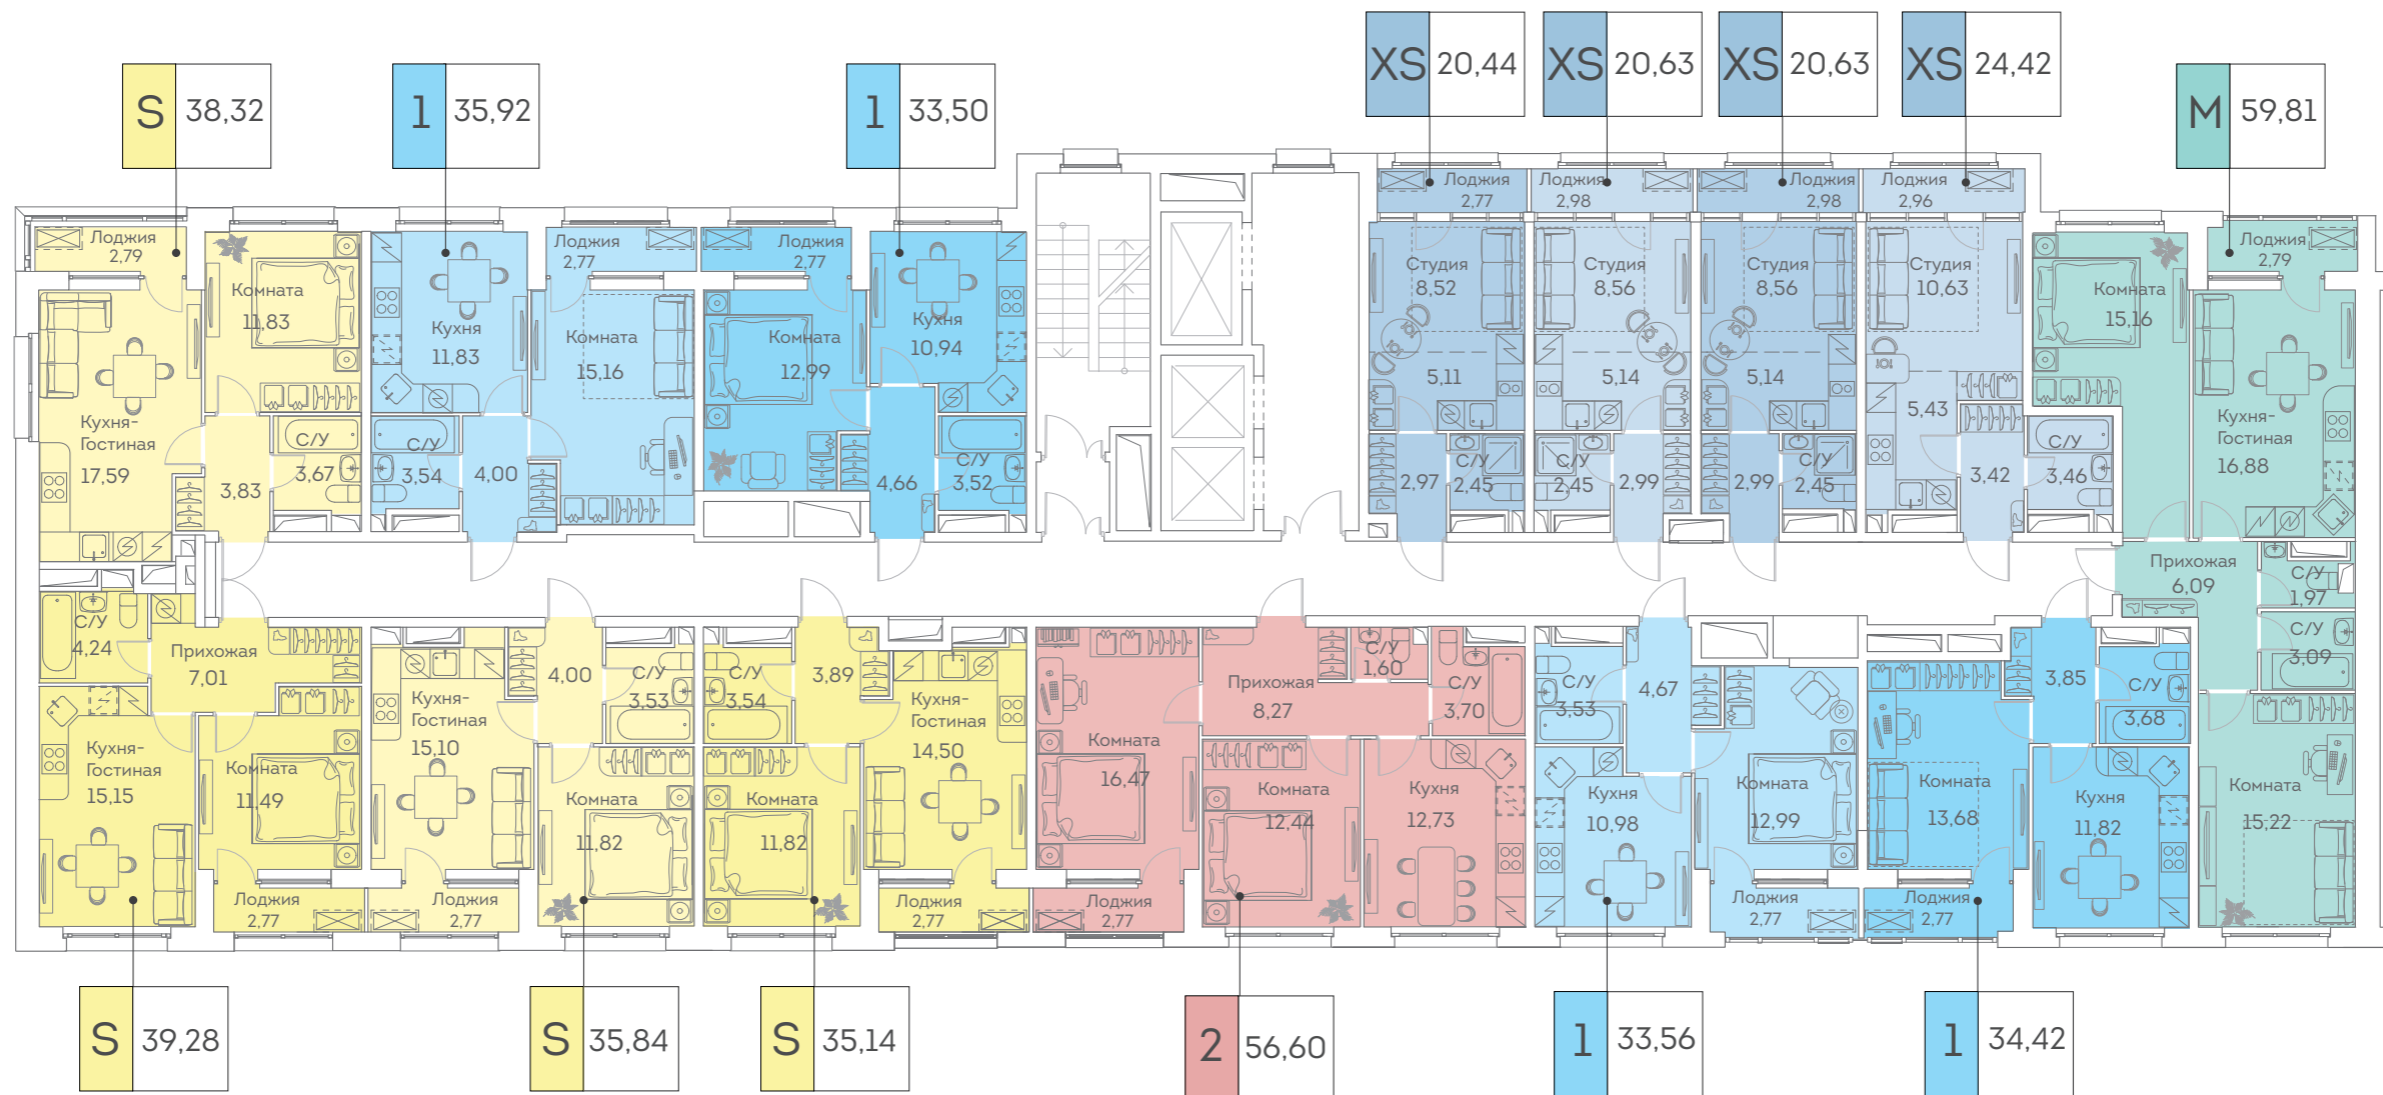 S 38,32
1 35,92
1 33,50
XS 20,44
XS 20,63
XS 20,63
XS 24,42
M 59,81
Лоджия
2,79
Комната
11,83
Кухня-
Гостиная
17,59
3,83
С/У
3,67
Кухня
11,83
С/У
3,54
4,00
Лоджия
2,77
Комната
15,16
Лоджия
2,77
Комната
12,99
Кухня
10,94
4,66
С/У
3,52
Лоджия
2,77
Студия
8,52
5,11
2,97
С/У
2,45
Лоджия
2,98
Студия
8,56
5,14
С/У
2,45
2,99
Лоджия
2,98
Студия
8,56
5,14
2,99
С/У
2,45
Лоджия
2,96
Студия
10,63
5,43
3,42
С/У
3,46
Комната
15,16
Лоджия
2,79
Кухня-
Гостиная
16,88
Прихожая
6,09
С/У
1,97
С/У
3,09
Комната
15,22
С/У
4,24
Прихожая
7,01
Кухня-
Гостиная
15,15
Комната
11,49
Лоджия
2,77
Кухня-
Гостиная
15,10
Лоджия
2,77
4,00
С/У
3,53
Комната
11,82
С/У
3,54
3,89
Комната
11,82
Кухня-
Гостиная
14,50
Лоджия
2,77
Комната
16,47
Лоджия
2,77
Прихожая
8,27
С/У
1,60
С/У
3,70
Комната
12,44
Кухня
12,73
С/У
3,53
4,67
Кухня
10,98
Комната
12,99
Лоджия
2,77
Комната
13,68
Лоджия
2,77
3,85
С/У
3,68
Кухня
11,82
S 39,28
S 35,84
S 35,14
2 56,60
1 33,56
1 34,42